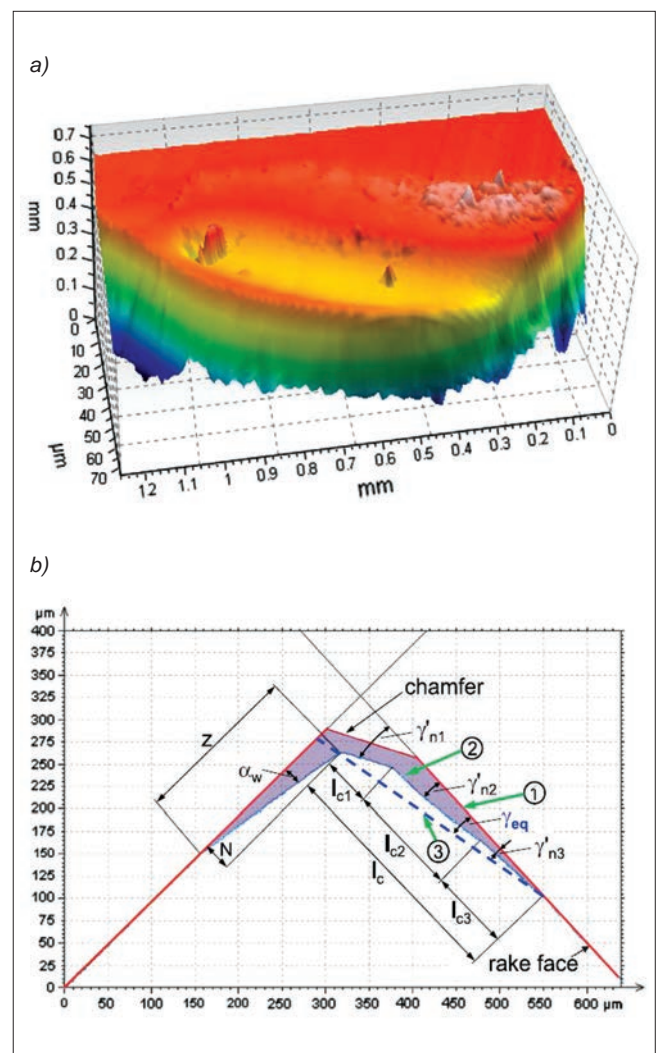 a)
0.7
0.6
0.5
0.4
0.3
0.2
0.1
0
mm
0
10
20
30
40
50
60
70
µm
12 1.1 1 0.9 0.8 0.7 0.6 0.5 0.4 0.3 0.2 0.1 0
mm
b)
µm
400
375
350
325
300
275
250
225
200
175
150
125
100
75
50
25
0
chamfer
γ'n1
Z
αw
2
γ'n2
1
lc1
γeq
3
γ'n3
N
lc2
lc
lc3
rake face
0 50 100 150 200 250 300 350 400 450 500 550 600 µm